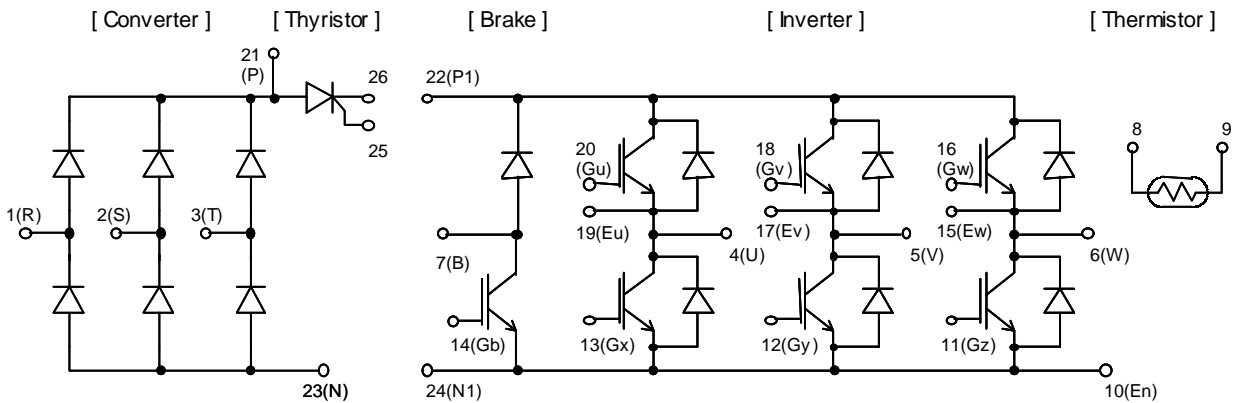 [ Converter ] [ Thyristor ] [ Brake ] [ Inverter ] [ Thermistor ]
21
(P)
26
25
22(P1)
20
(Gu)
18
(Gv)
16
(Gw)
8
9
1(R)
2(S)
3(T)
7(B)
19(Eu)
4(U)
17(Ev)
5(V)
15(Ew)
6(W)
14(Gb)
13(Gx)
12(Gy)
11(Gz)
23(N)
24(N1)
10(En)